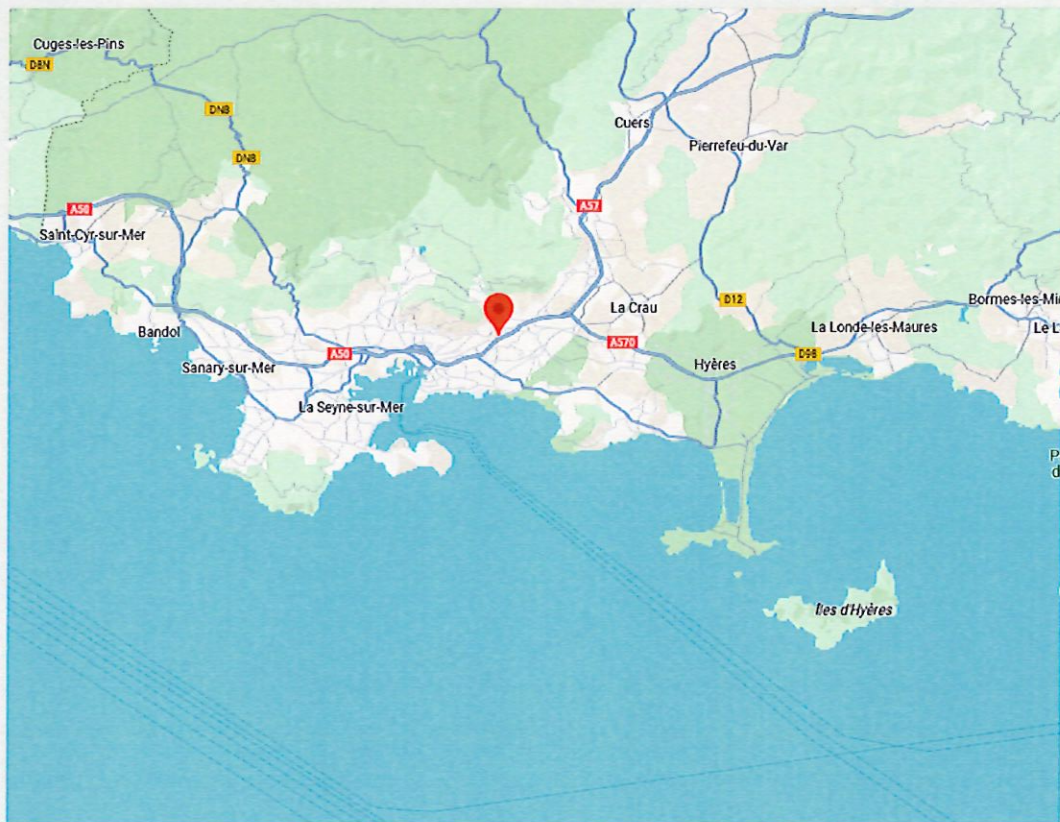 Cuges-les-Pins
D8N
DN8
DN8
Cuers
Pierrefeu-du-Var
A50
A57
Saint-Cyr-sur-Mer
D12
La Crau
Bormes-les-Mi
Bandol
La Londe-les-Maures
Le L
A50
A570
D98
Sanary-sur-Mer
Hyères
La Seyne-sur-Mer
P
d
Îles d'Hyères